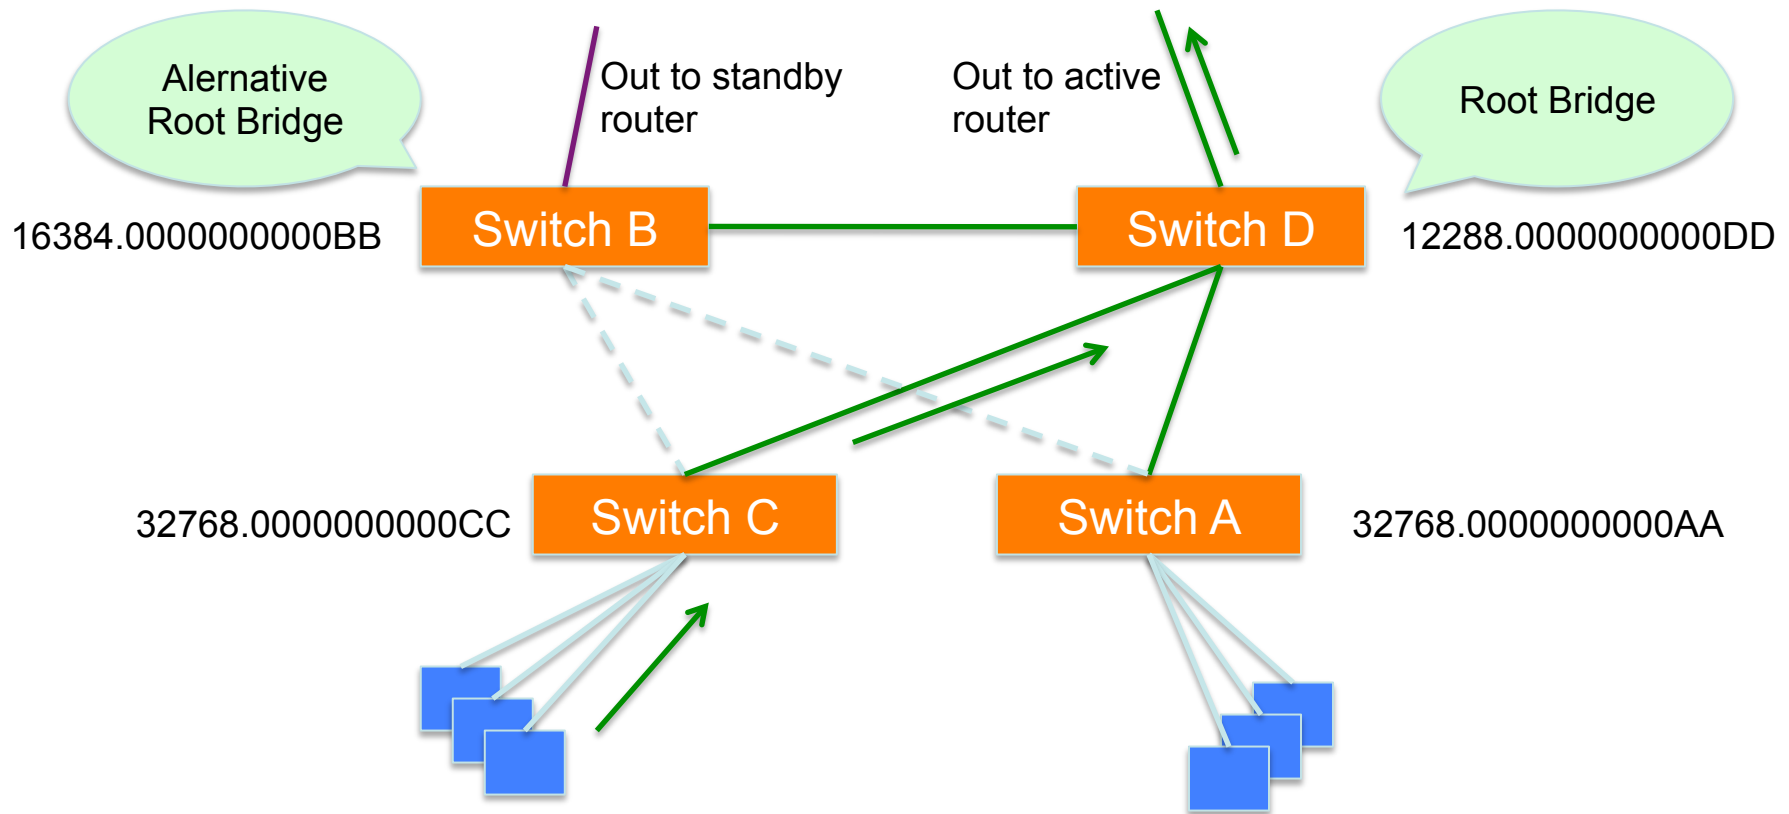 Alernative
Root Bridge
Out to standby
router
Out to active
router
Root Bridge
16384.0000000000BB
Switch B
Switch D
12288.0000000000DD
32768.0000000000CC
Switch C
Switch A
32768.0000000000AA